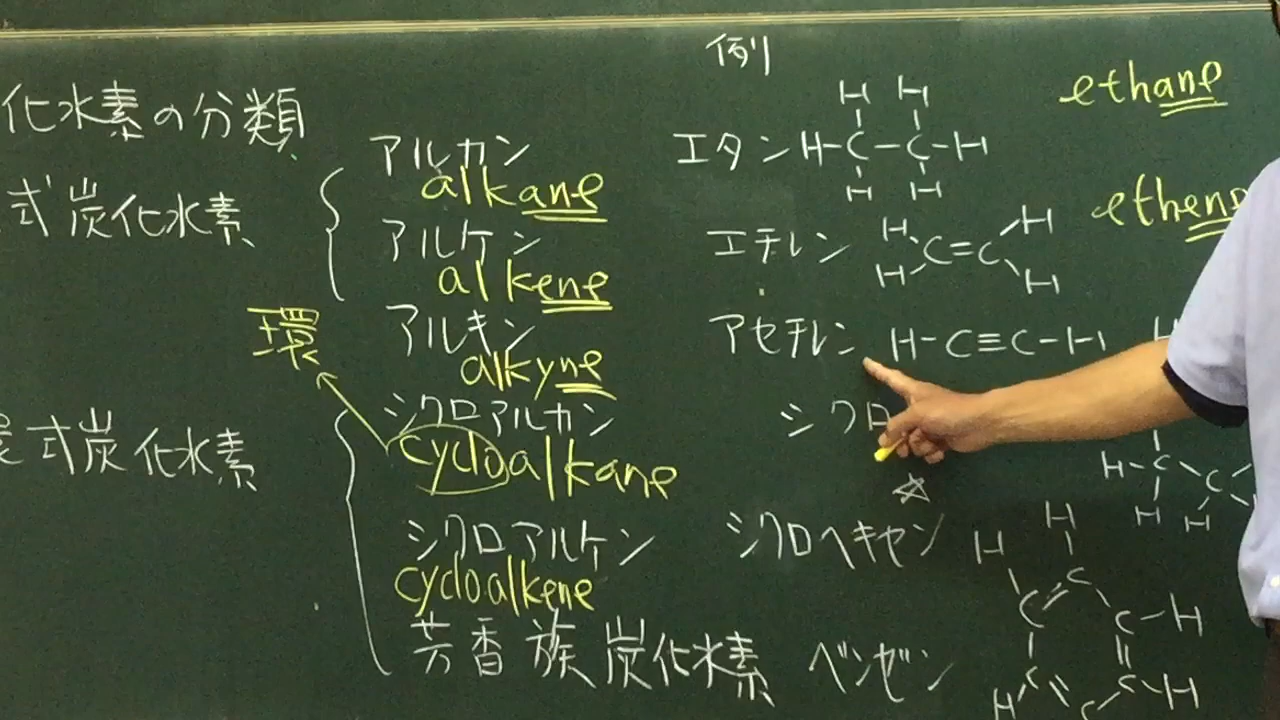 例
化水素の分類
アルカン エタン ethane
alkane
式炭化水素
アルケン エチレン
alkene
環
アルキン アセチレン H-C≡C-H
alkyne
シクロアルカン シクロ
cycloalkane
環式炭化水素
☆
シクロアルケン シクロヘキセン
cycloalkene
芳香族炭化水素 ベンゼン